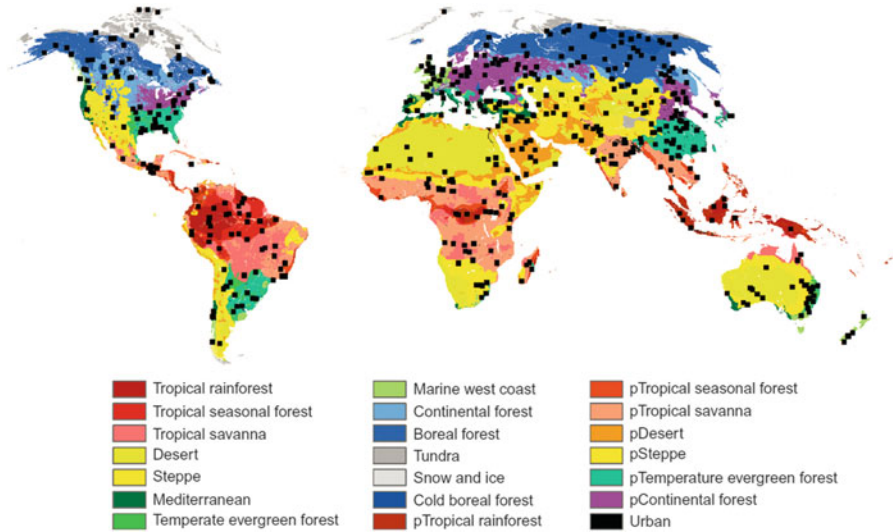 Tropical rainforest
Tropical seasonal forest
Tropical savanna
Desert
Steppe
Mediterranean
Temperate evergreen forest
Marine west coast
Continental forest
Boreal forest
Tundra
Snow and ice
Cold boreal forest
pTropical rainforest
pTropical seasonal forest
pTropical savanna
pDesert
pSteppe
pTemperature evergreen forest
pContinental forest
Urban